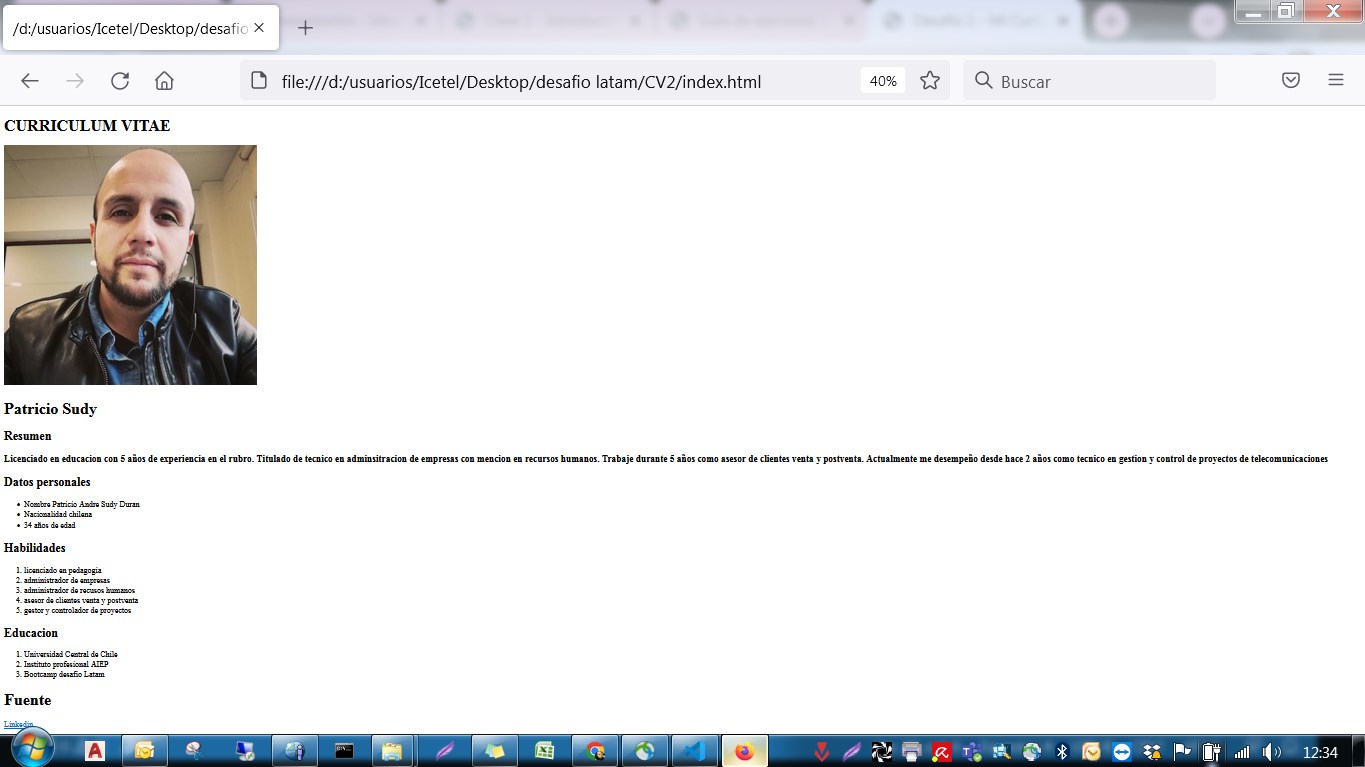 /d:/usuarios/Icetel/Desktop/desafio
file:///d:/usuarios/Icetel/Desktop/desafio latam/CV2/index.html
40%
Buscar
CURRICULUM VITAE
Patricio Sudy
Resumen
Licenciado en educacion con 5 años de experiencia en el rubro. Titulado de tecnico en adminsitracion de empresas con mencion en recursos humanos. Trabaje durante 5 años como asesor de clientes venta y postventa. Actualmente me desempeño desde hace 2 años como tecnico en gestion y control de proyectos de telecomunicaciones
Datos personales
• Nombre Patricio Andre Sudy Duran
• Nacionalidad chilena
• 34 años de edad
Habilidades
1. licenciado en pedagogia
2. administrador de empresas
3. administrador de recusos humanos
4. asesor de clientes venta y postventa
5. gestor y controlador de proyectos
Educacion
1. Universidad Central de Chile
2. Instituto profesional AIEP
3. Bootcamp desafio Latam
Fuente
Linkedin
12:34